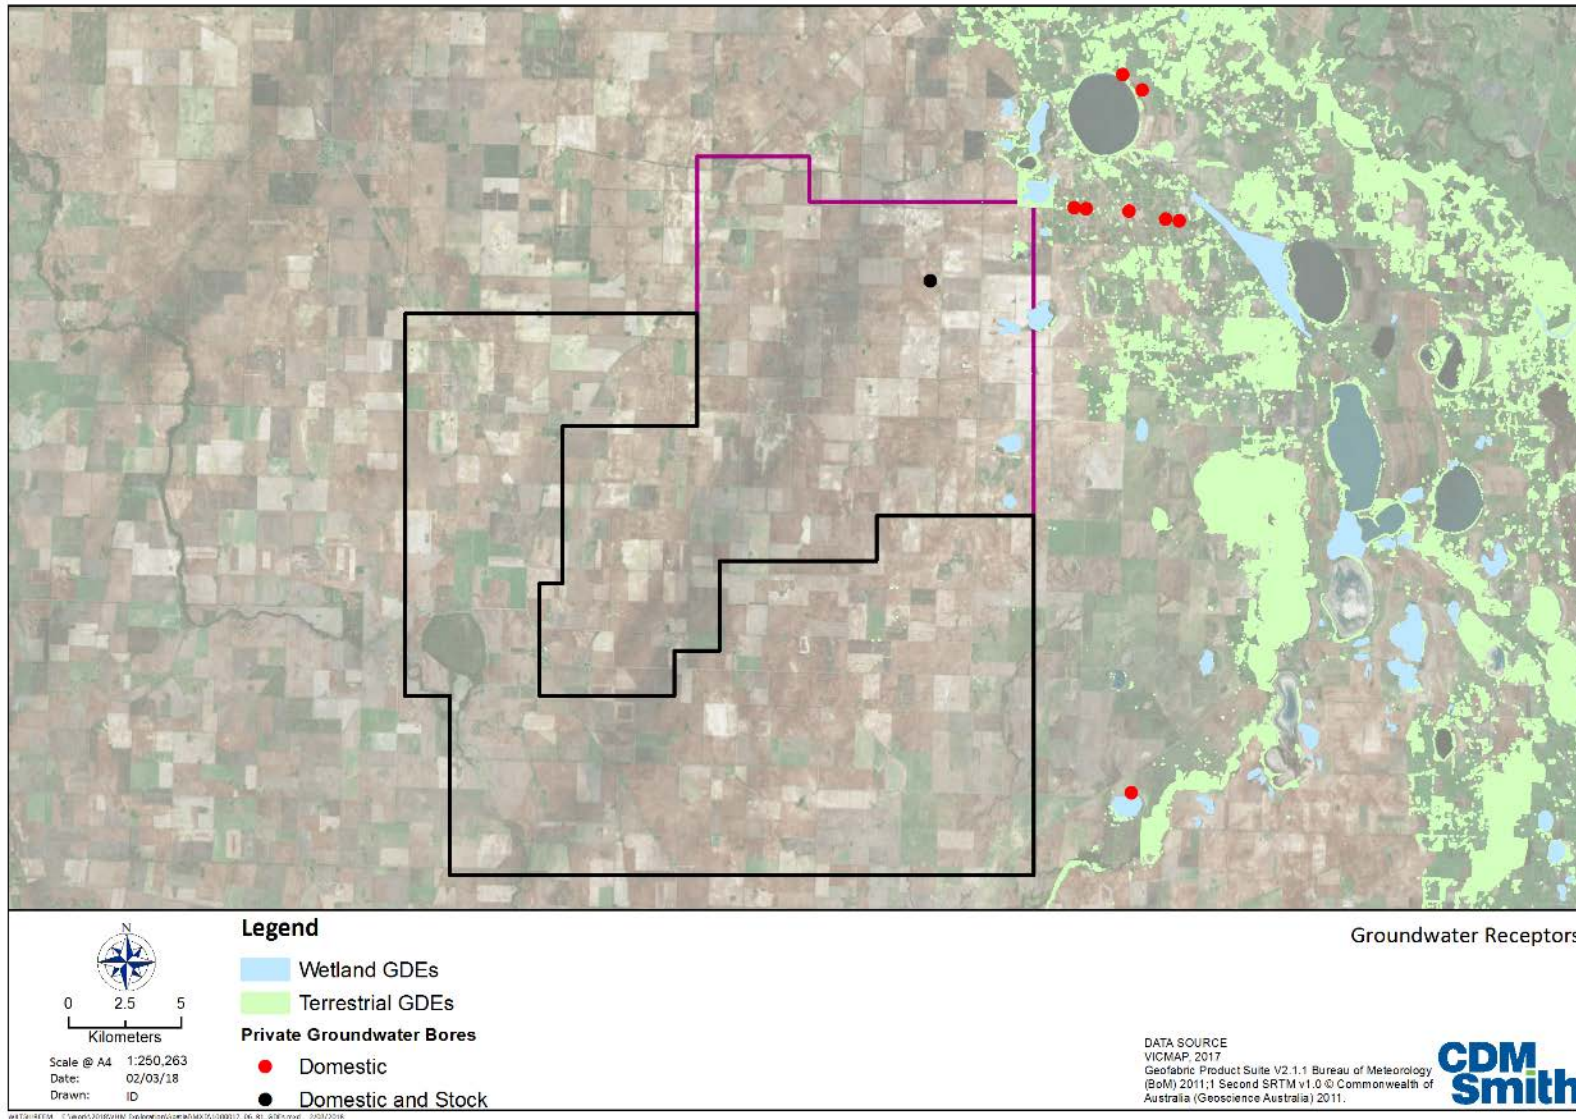 Legend
Groundwater Receptors
N
Wetland GDEs
Terrestrial GDEs
0 2.5 5
Kilometers
Private Groundwater Bores
Scale @ A4 1:250,263
Domestic
Date: 02/03/18
Drawn: ID
Domestic and Stock
DATA SOURCE
VICMAP, 2017
Geofabric Product Suite V2.1.1 Bureau of Meteorology
(BoM) 2011;1 Second SRTM v1.0 © Commonwealth of
Australia (Geoscience Australia) 2011.
CDM
Smith